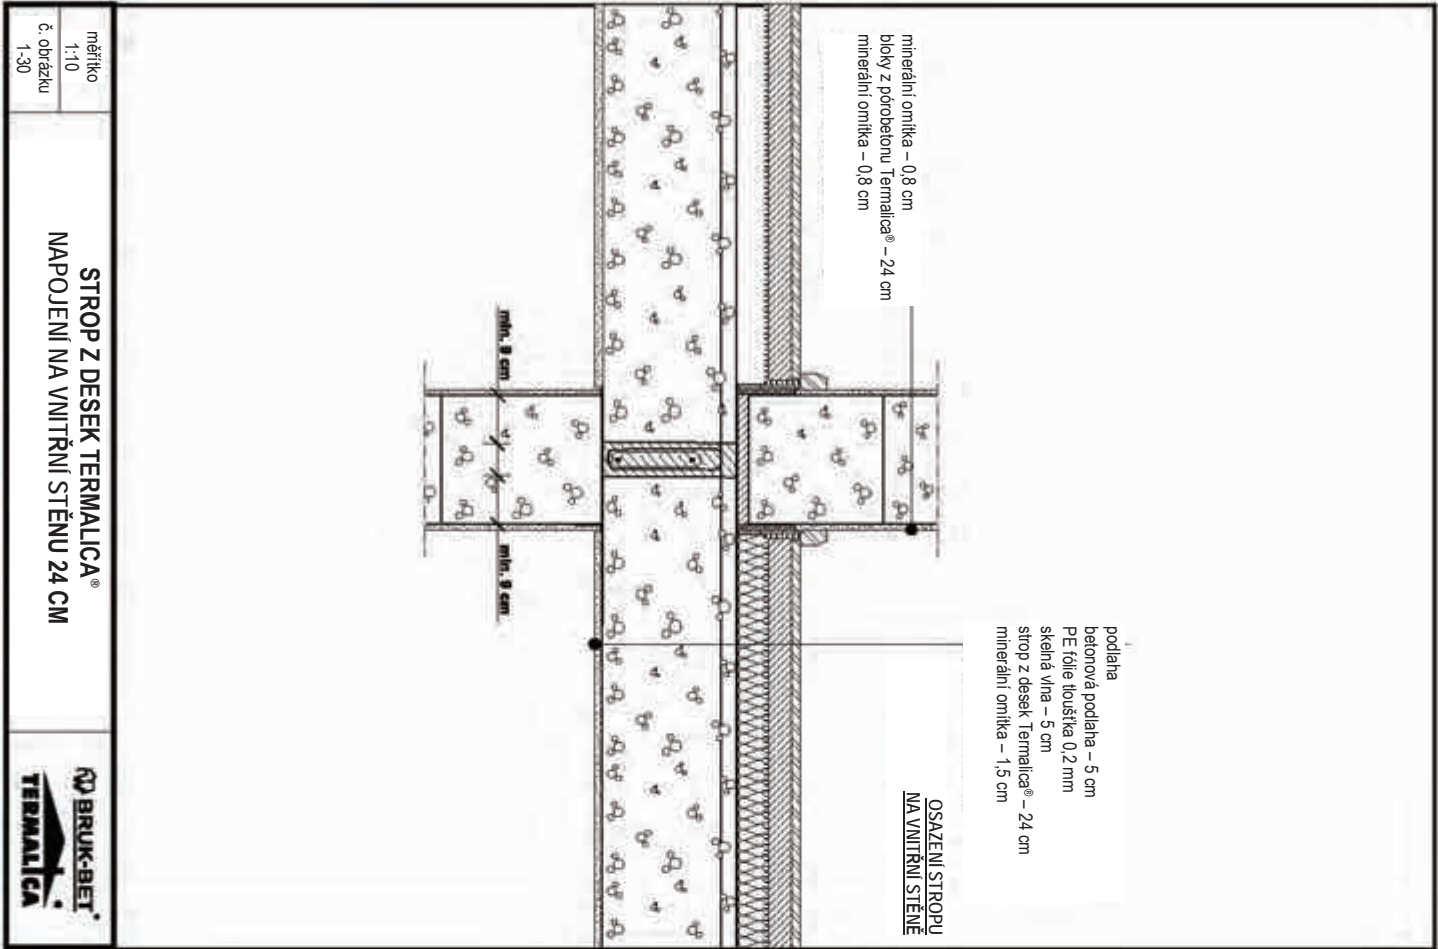 minerální omítka – 0,8 cm
bloky z pórobetonu Termalica® – 24 cm
minerální omítka – 0,8 cm
podlaha
betonová podlaha – 5 cm
PE fólie tloušťka 0,2 mm
skelná vlna – 5 cm
strop z desek Termalica® – 24 cm
minerální omítka – 1,5 cm
OSAZENÍ STROPU
NA VNITŘNÍ STĚNĚ
min. 9 cm
min. 9 cm
měřítko
1:10
č. obrázku
1-30
STROP Z DESEK TERMALICA®
NAPOJENÍ NA VNITŘNÍ STĚNU 24 CM
BRUK-BET®
TERMALICA